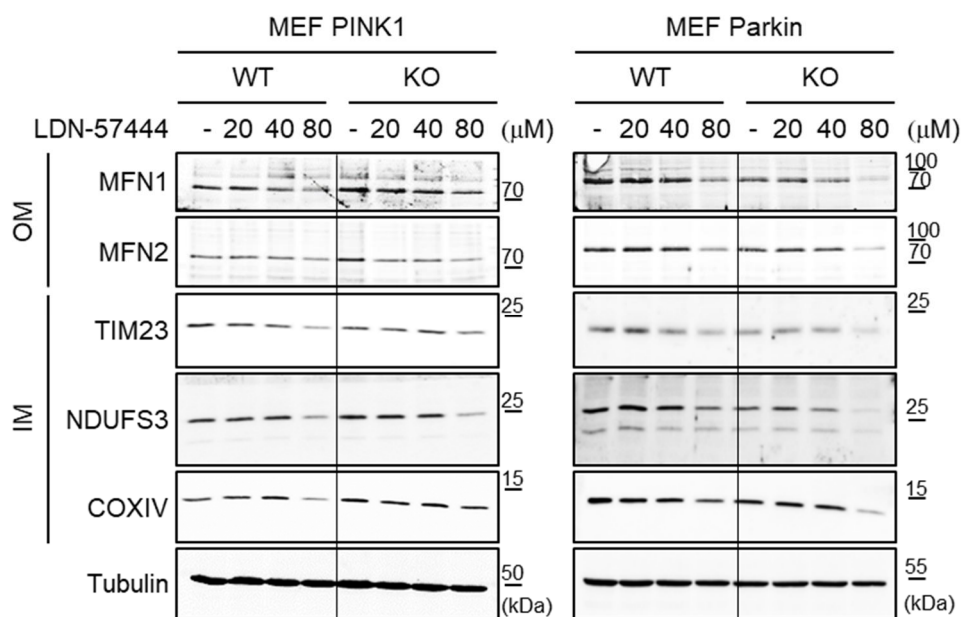 MEF PINK1 MEF Parkin
WT KO WT KO
LDN-57444 - 20 40 80 - 20 40 80 (μM) - 20 40 80 - 20 40 80 (μM)
OM
MFN1 70 100 70
MFN2 70 100 70
IM
TIM23 25 25
NDUFS3 25 25
COXIV 15 15
Tubulin 50 55
(kDa) (kDa)